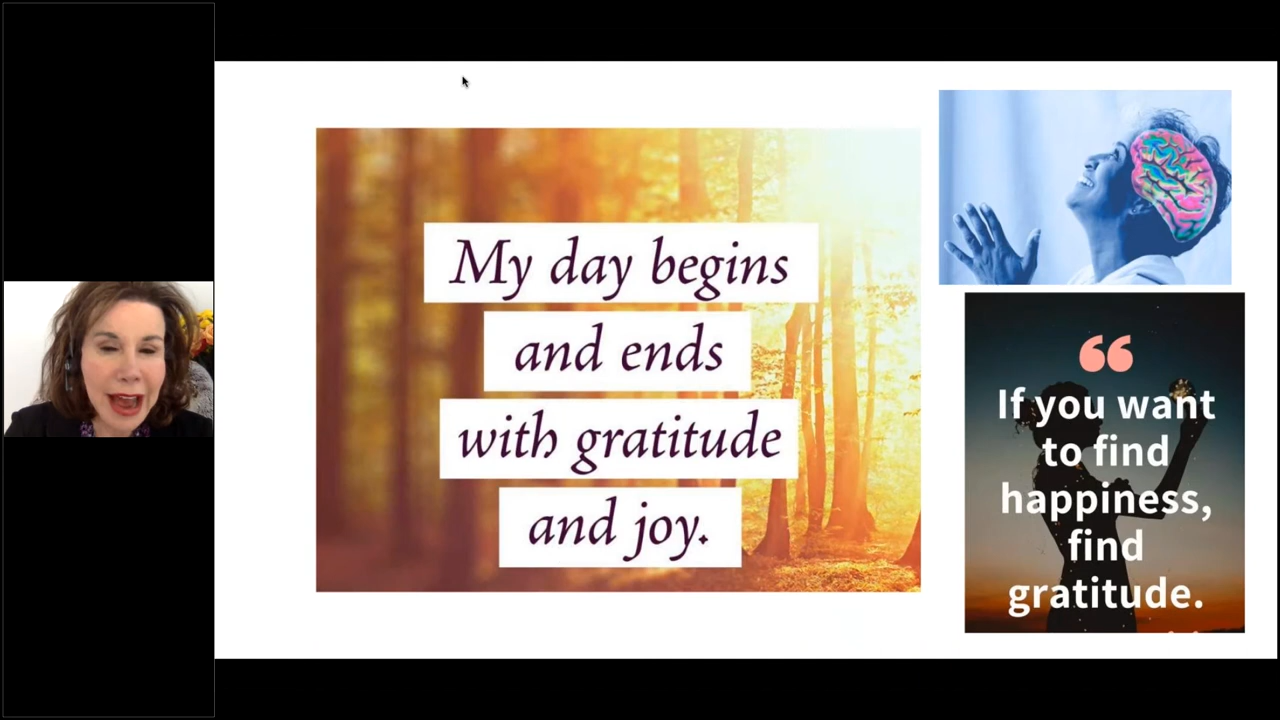 My day begins
and ends
with gratitude
and joy.
“
If you want
to find
happiness,
find
gratitude.